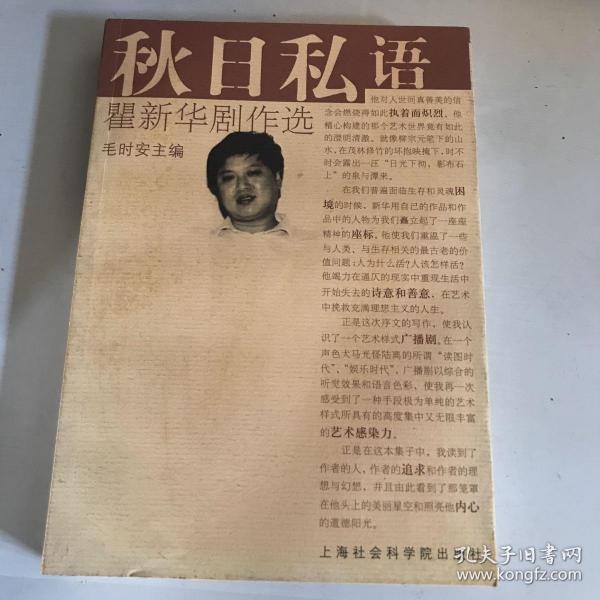 秋日私语
瞿新华剧作选
毛时安主编
他对人世间真善美的信
念会燃烧得如此执着而炽烈，他
精心构建的那个艺术世界竟有如此
的澄明清澈。就像柳宗元笔下的山
水，在茂林修竹的环抱映掩下，时不
时会露出一汪“日光下彻，影布石
上”的泉与潭来。
在我们普遍面临生存和灵魂困
境的时候，新华用自己的作品和作
品中的人物为我们矗立起了一座座
精神的座标。他使我们重温了一些
与人类、与生存相关的最古老的价
值问题：人为什么活？人该怎样活？
他竭力在逼仄的现实中重现生活中
开始失去的诗意和善意，在艺术
中挽救充满理想主义的人生。
正是这次序文的写作，使我认
识了一个艺术样式广播剧。在一个
声色犬马光怪陆离的所谓“读图时
代”、“娱乐时代”，广播剧以综合的
听觉效果和语音色彩，使我再一次
感受到了一种手段极为单纯的艺术
样式所具有的高度集中又无限丰富
的艺术感染力。
正是在这本集子中，我读到了
作者的人，作者的追求和作者的理
想与幻想，并且由此看到了那笼罩
在他头上的美丽星空和照亮他内心
的道德阳光。
上海社会科学院出版社
孔夫子旧书网
www.kongfz.com